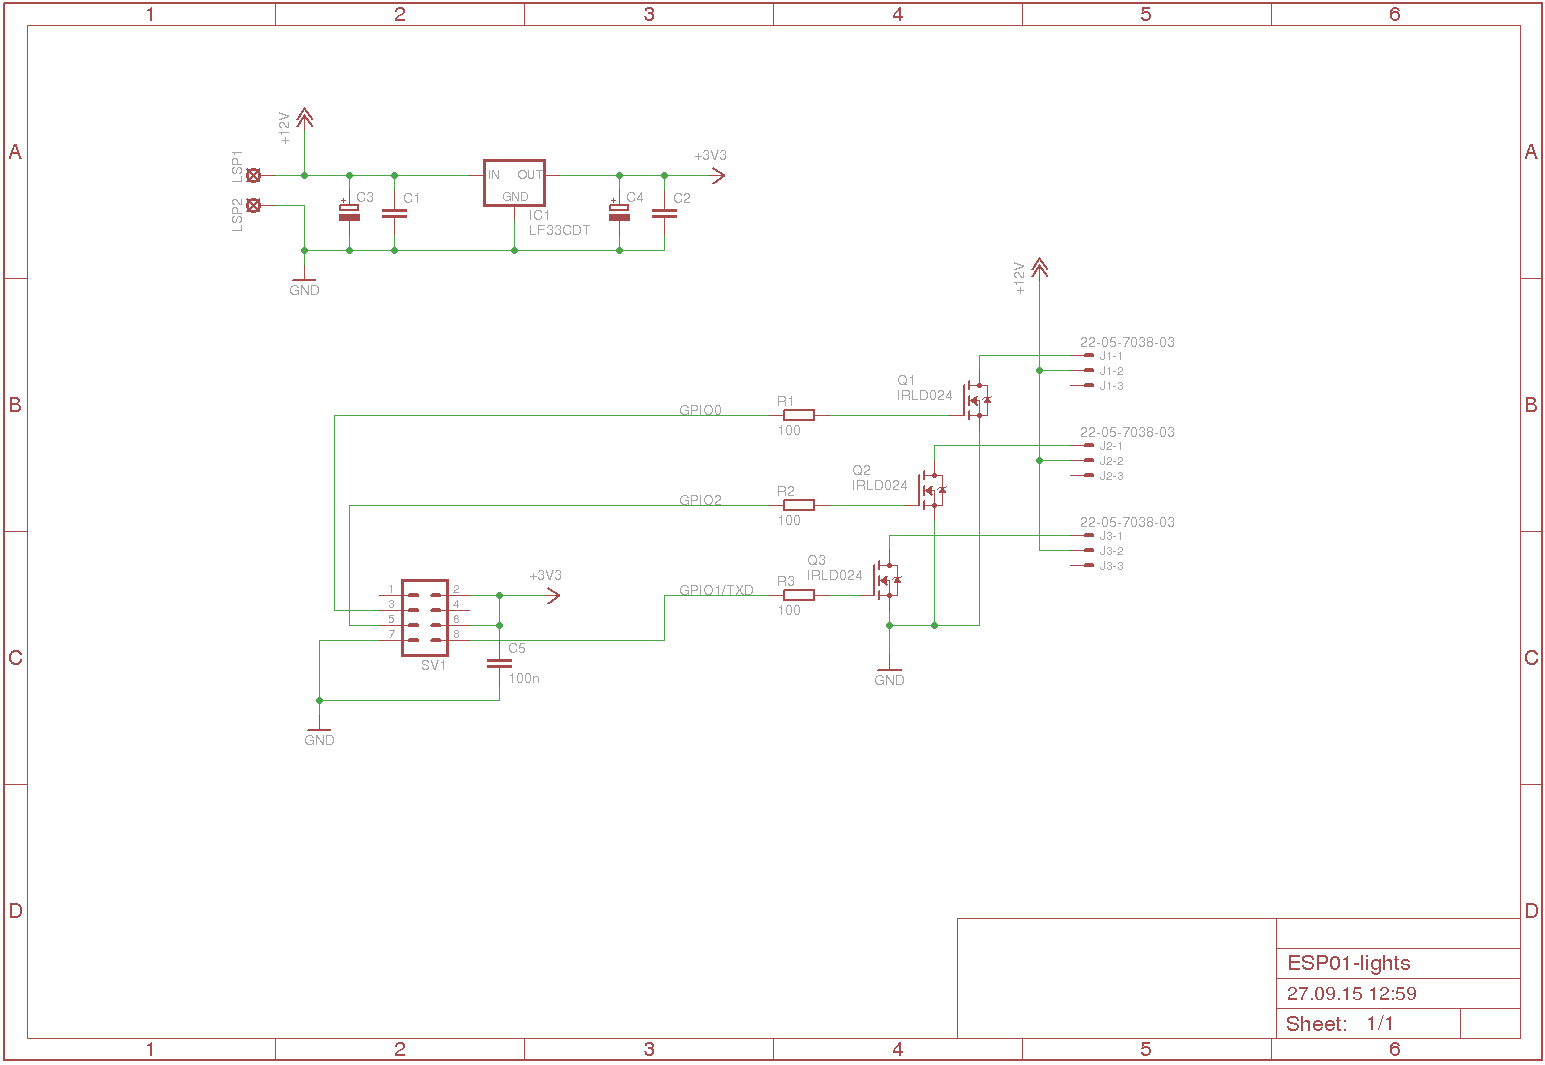 1 2 3 4 5 6
A A
+12V
LSP1
LSP2
C3
C1
IN OUT
GND
IC1
LF33CDT
+3V3
C4
C2
GND
+12V
B B
22-05-7038-03
J1-1
J1-2
J1-3
Q1
IRLD024
GPIO0
R1
100
22-05-7038-03
J2-1
J2-2
J2-3
Q2
IRLD024
GPIO2
R2
100
22-05-7038-03
J3-1
J3-2
J3-3
Q3
IRLD024
GPIO1/TXD
R3
100
+3V3
1 2
3 4
5 6
7 8
SV1
C5
100n
GND
GND
C C
D D
ESP01-lights
27.09.15 12:59
Sheet: 1/1
1 2 3 4 5 6